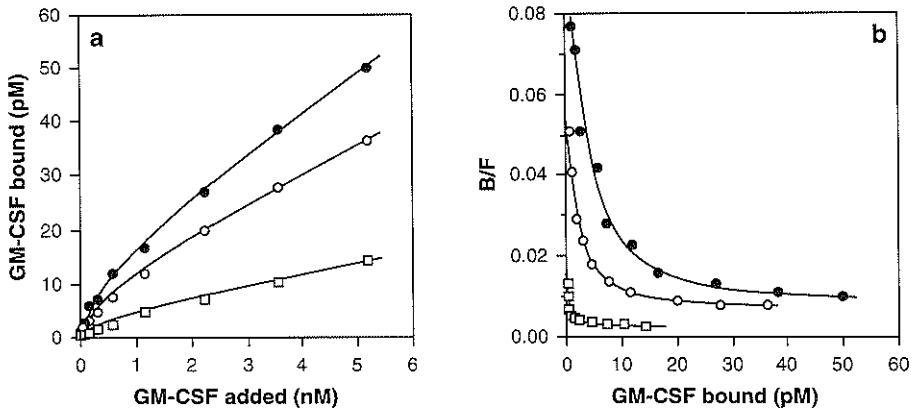 a
GM-CSF bound (pM)
60
50
40
30
20
10
0
0 1 2 3 4 5 6
GM-CSF added (nM)
b
B/F
0.08
0.06
0.04
0.02
0.00
0 10 20 30 40 50 60
GM-CSF bound (pM)